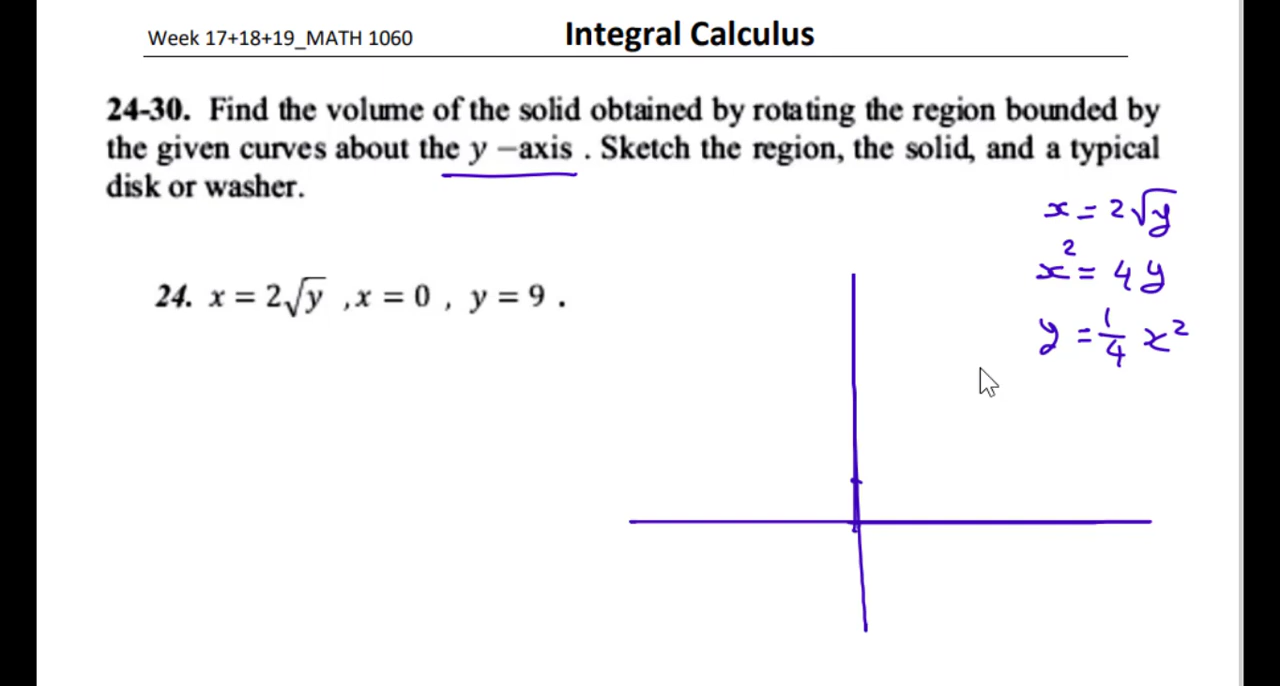 Week 17+18+19_MATH 1060 Integral Calculus
24-30. Find the volume of the solid obtained by rotating the region bounded by
the given curves about the y –axis . Sketch the region, the solid, and a typical
disk or washer.
x = 2√y
x² = 4y
y = 1/4 x²
24. x = 2√y , x = 0 , y = 9 .